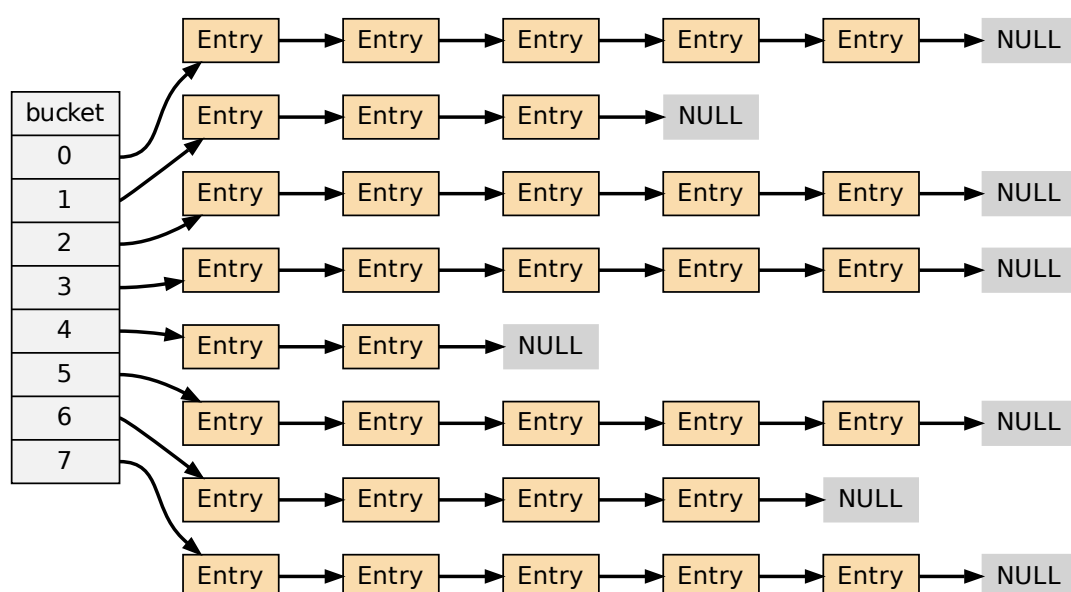 Entry Entry Entry Entry Entry NULL
bucket
Entry Entry Entry NULL
0
1
Entry Entry Entry Entry Entry NULL
2
Entry Entry Entry Entry Entry NULL
3
4
Entry Entry NULL
5
6
Entry Entry Entry Entry Entry NULL
7
Entry Entry Entry Entry NULL
Entry Entry Entry Entry Entry NULL